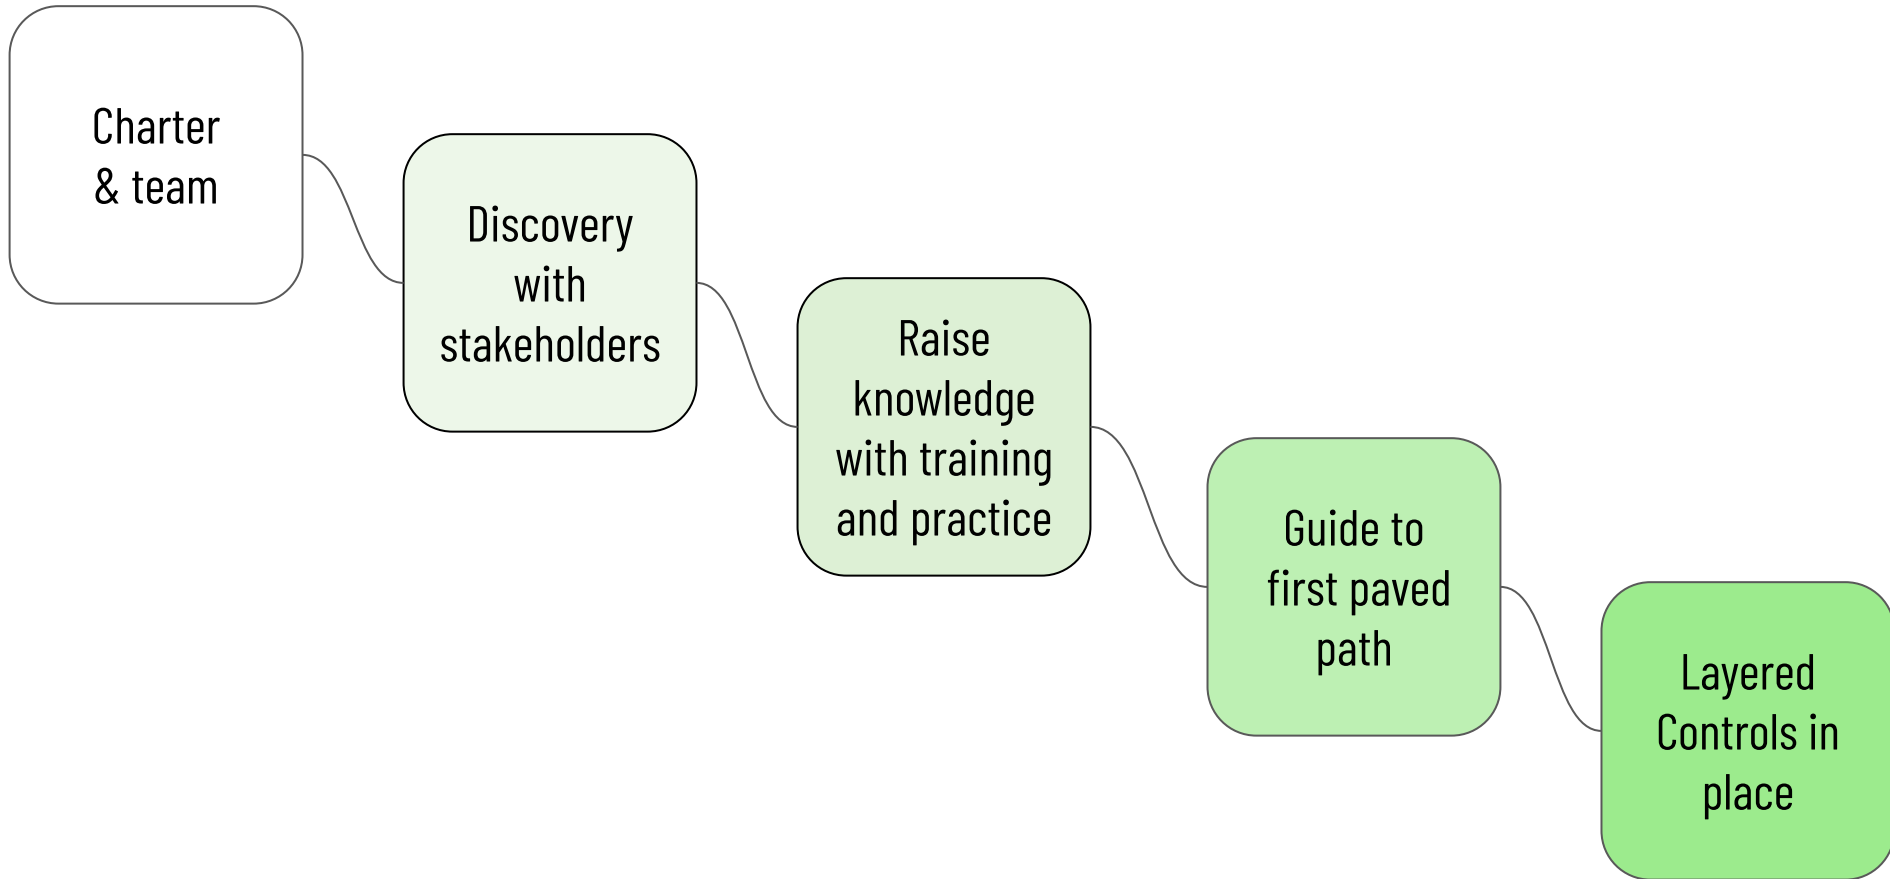 Charter
& team
Discovery
with
stakeholders
Raise
knowledge
with training
and practice
Guide to
first paved
path
Layered
Controls in
place